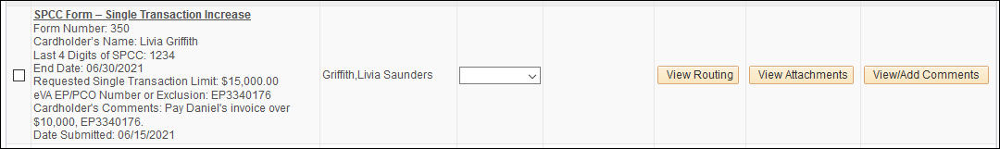 SPCC Form – Single Transaction Increase
Form Number: 350
Cardholder's Name: Livia Griffith
Last 4 Digits of SPCC: 1234
End Date: 06/30/2021
Requested Single Transaction Limit: $15,000.00
eVA EP/PCO Number or Exclusion: EP3340176
Cardholder's Comments: Pay Daniel's invoice over
$10,000, EP3340176.
Date Submitted: 06/15/2021
Griffith,Livia Saunders
View Routing
View Attachments
View/Add Comments